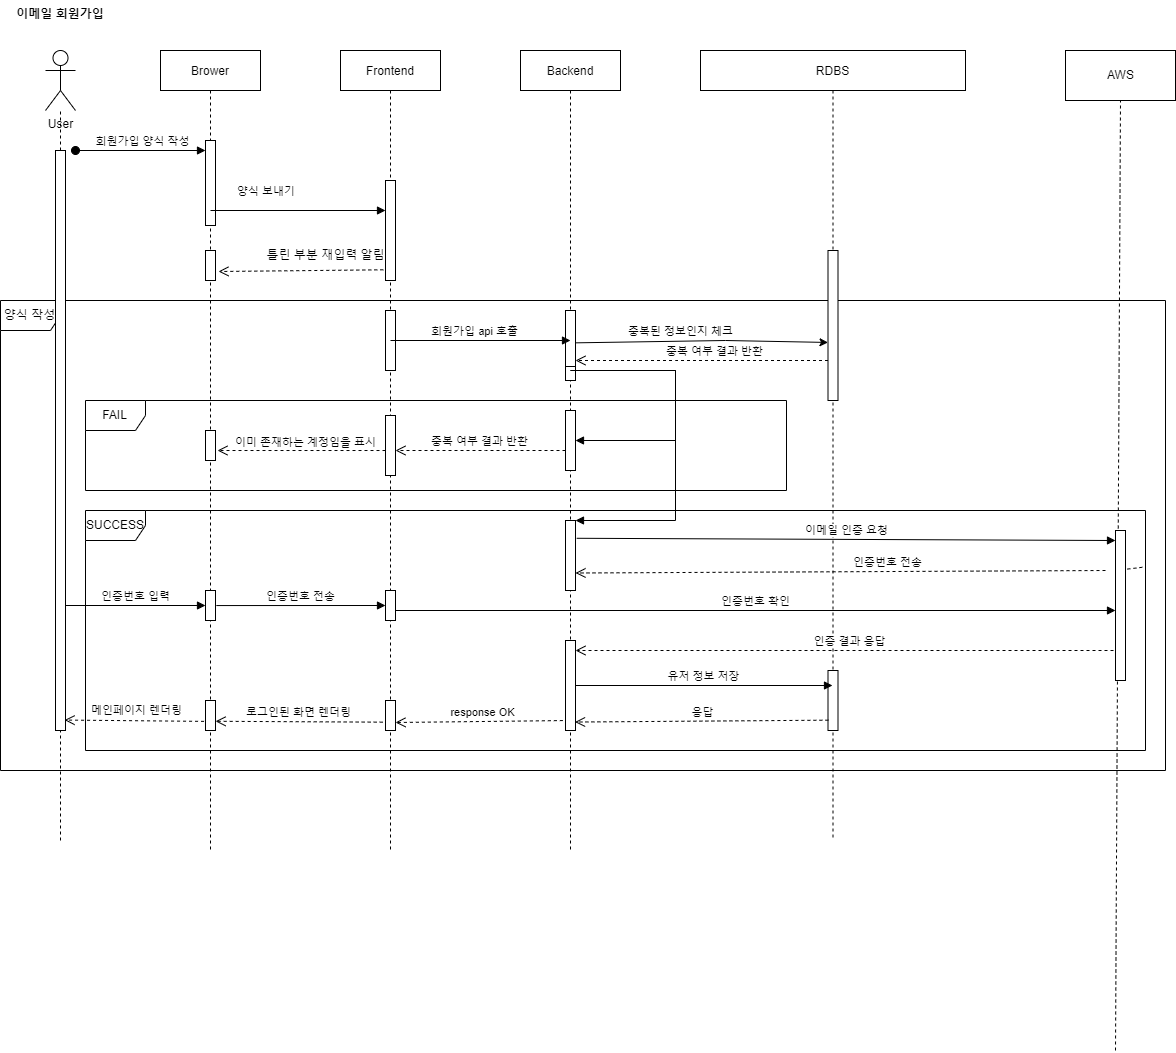 이메일 회원가입
User
Brower
Frontend
Backend
RDBS
AWS
회원가입 양식 작성
양식 보내기
틀린 부분 재입력 알림
양식 작성
회원가입 api 호출
중복된 정보인지 체크
중복 여부 결과 반환
FAIL
이미 존재하는 계정임을 표시
중복 여부 결과 반환
SUCCESS
이메일 인증 요청
인증번호 전송
인증번호 입력
인증번호 전송
인증번호 확인
인증 결과 응답
유저 정보 저장
메인페이지 렌더링
로그인된 화면 렌더링
response OK
응답